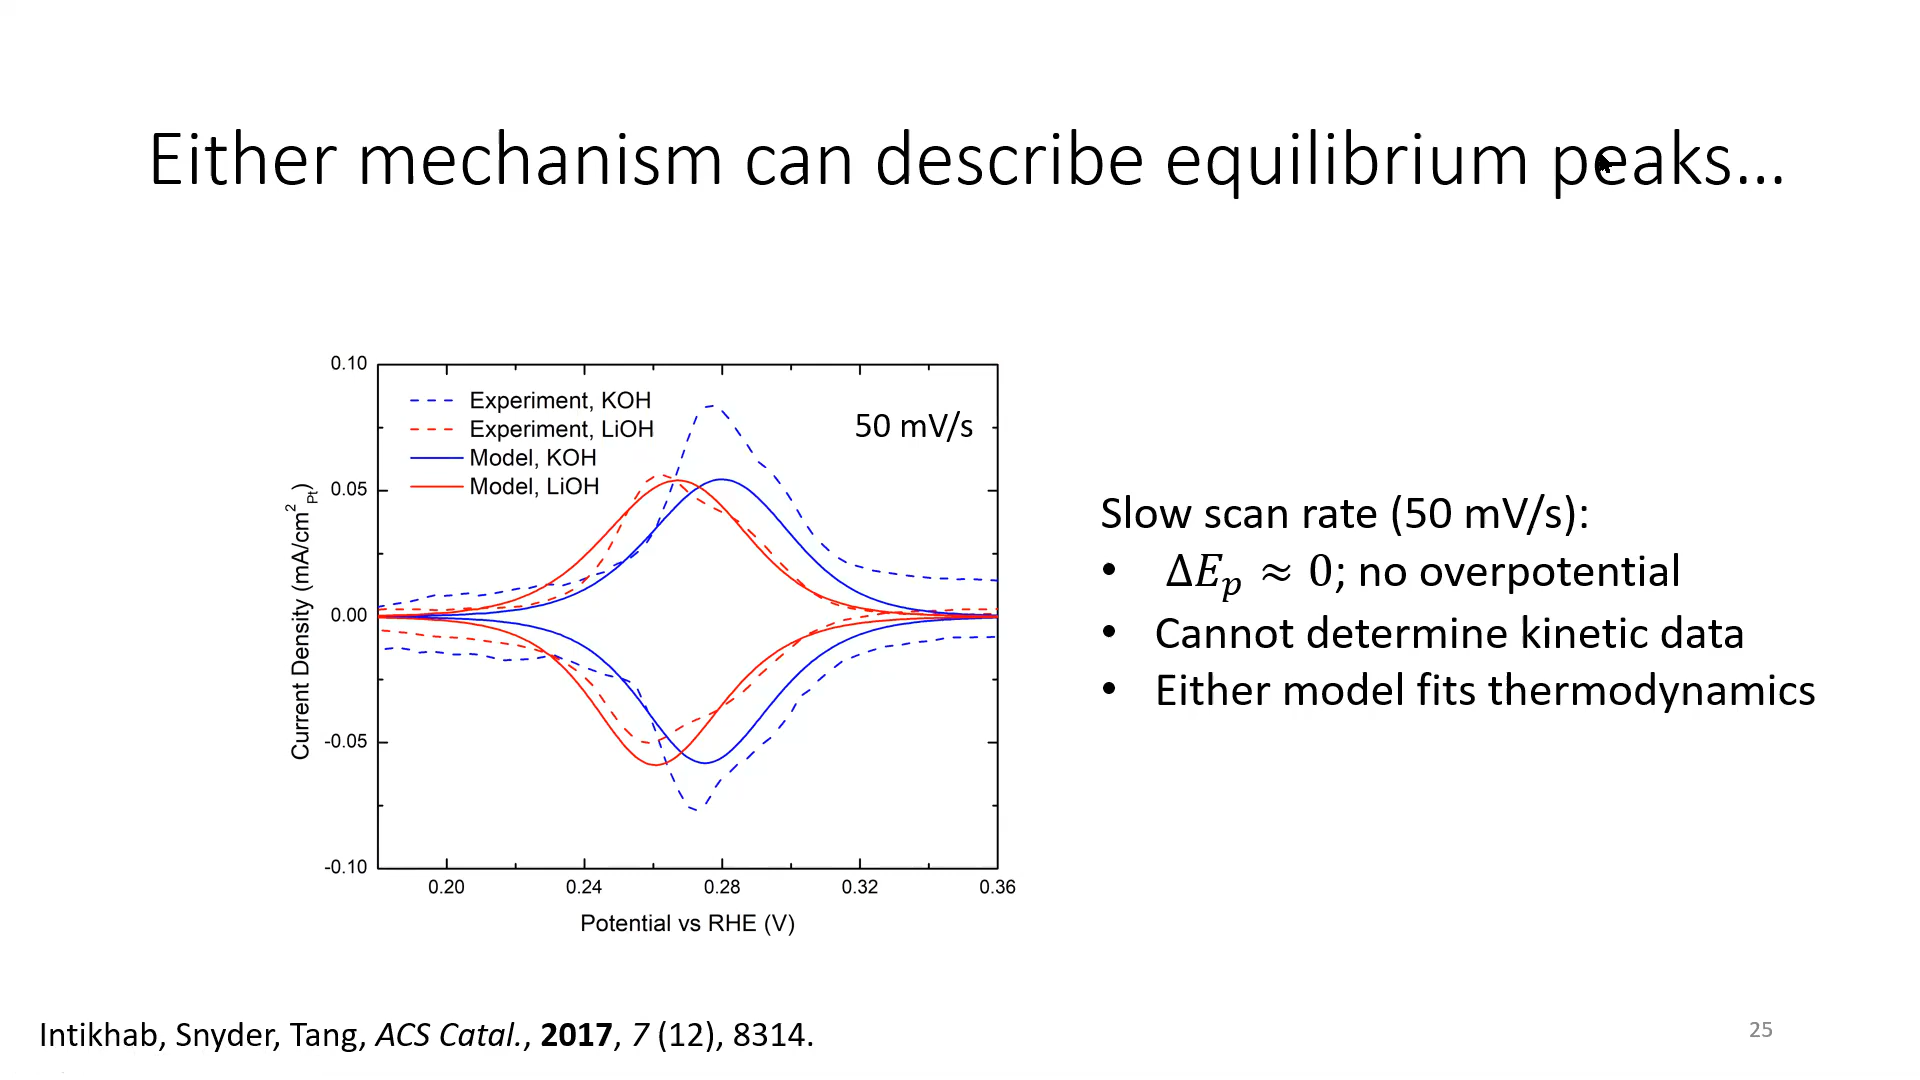 Either mechanism can describe equilibrium peaks...
0.10
0.05
0.00
-0.05
-0.10
Current Density (mA/cm²Pt)
Experiment, KOH
Experiment, LiOH
Model, KOH
Model, LiOH
50 mV/s
0.20 0.24 0.28 0.32 0.36
Potential vs RHE (V)
Slow scan rate (50 mV/s):
• ΔEp ≈ 0; no overpotential
• Cannot determine kinetic data
• Either model fits thermodynamics
Intikhab, Snyder, Tang, ACS Catal., 2017, 7 (12), 8314.
25